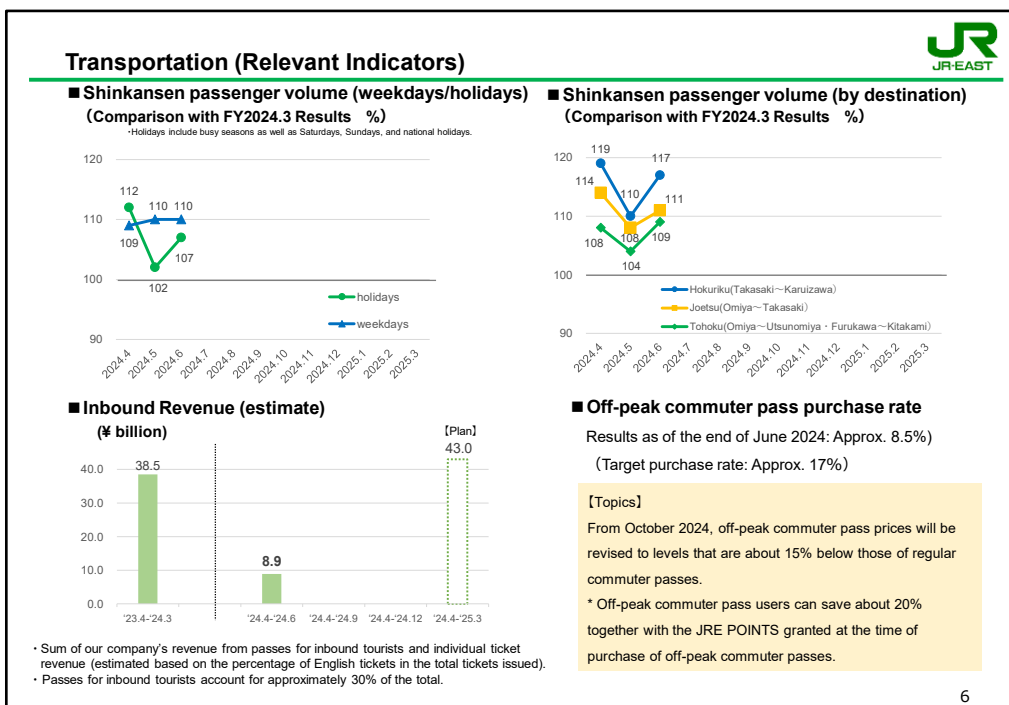 JR
JR-EAST
Transportation (Relevant Indicators)
■Shinkansen passenger volume (weekdays/holidays)
（Comparison with FY2024.3 Results　%）
・Holidays include busy seasons as well as Saturdays, Sundays, and national holidays.
120
110
100
90
112
109
110
110
102
107
holidays
weekdays
2024.4
2024.5
2024.6
2024.7
2024.8
2024.9
2024.10
2024.11
2024.12
2025.1
2025.2
2025.3
■Shinkansen passenger volume (by destination)
（Comparison with FY2024.3 Results　%）
120
110
100
90
119
114
108
110
108
104
117
111
109
Hokuriku(Takasaki～Karuizawa）
Joetsu(Omiya～Takasaki）
Tohoku(Omiya～Utsunomiya・Furukawa～Kitakami）
2024.4
2024.5
2024.6
2024.7
2024.8
2024.9
2024.10
2024.11
2024.12
2025.1
2025.2
2025.3
■Inbound Revenue (estimate)
(¥ billion)
40.0
30.0
20.0
10.0
0.0
38.5
8.9
【Plan】
43.0
'23.4-'24.3
'24.4-'24.6
'24.4-'24.9
'24.4-'24.12
'24.4-'25.3
・Sum of our company's revenue from passes for inbound tourists and individual ticket
revenue (estimated based on the percentage of English tickets in the total tickets issued).
・Passes for inbound tourists account for approximately 30% of the total.
■Off-peak commuter pass purchase rate
Results as of the end of June 2024: Approx. 8.5%)
（Target purchase rate: Approx. 17%）
【Topics】
From October 2024, off-peak commuter pass prices will be
revised to levels that are about 15% below those of regular
commuter passes.
* Off-peak commuter pass users can save about 20%
together with the JRE POINTS granted at the time of
purchase of off-peak commuter passes.
6